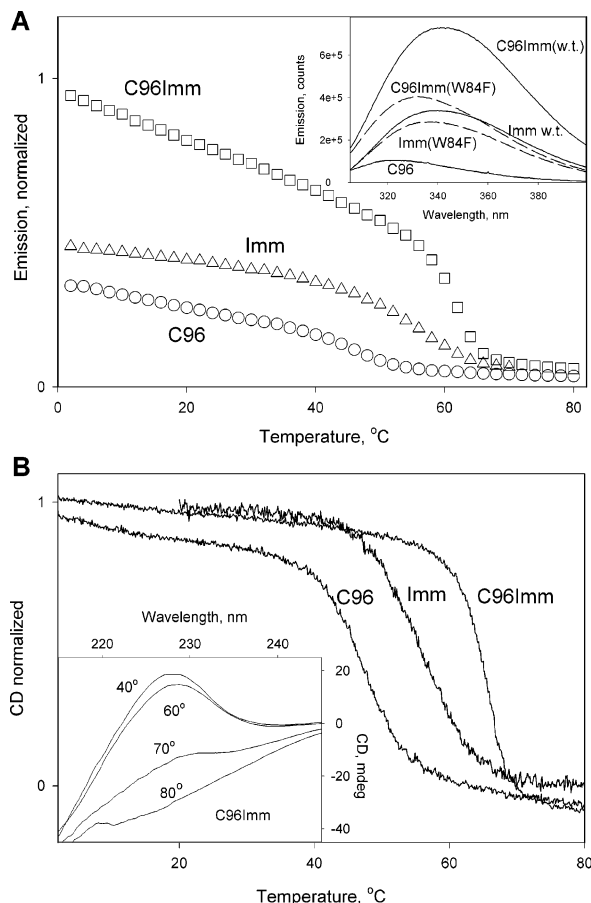 A
1
0
Emission, normalized
C96Imm
Imm
C96
0
20
40
60
80
Temperature, °C
6e+5
4e+5
2e+5
0
Emission, counts
C96Imm(w.t.)
C96Imm(W84F)
Imm w.t.
Imm(W84F)
C96
320
340
360
380
Wavelength, nm
B
1
0
CD normalized
C96
Imm
C96Imm
Wavelength, nm
220
230
240
40°
60°
70°
80°
C96Imm
20
0
-20
-40
CD, mdeg
20
40
60
80
Temperature, °C